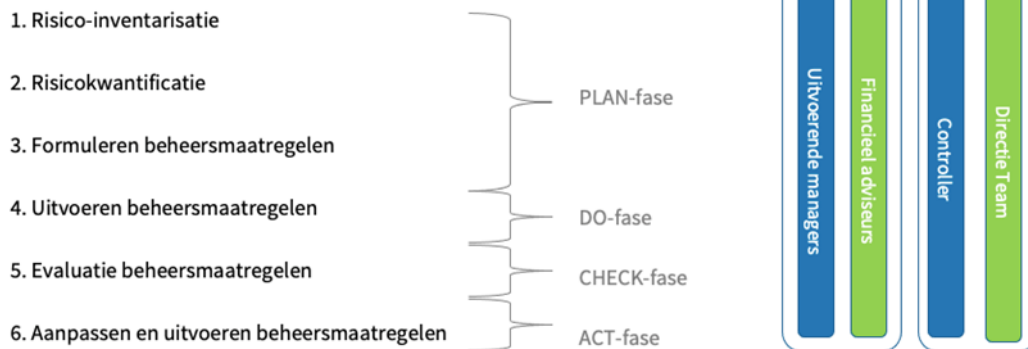 1. Risico-inventarisatie
2. Risicokwantificatie
3. Formuleren beheersmaatregelen
4. Uitvoeren beheersmaatregelen
5. Evaluatie beheersmaatregelen
6. Aanpassen en uitvoeren beheersmaatregelen
PLAN-fase
DO-fase
CHECK-fase
ACT-fase
Uitvoerende managers
Financieel adviseurs
Controller
Directie Team